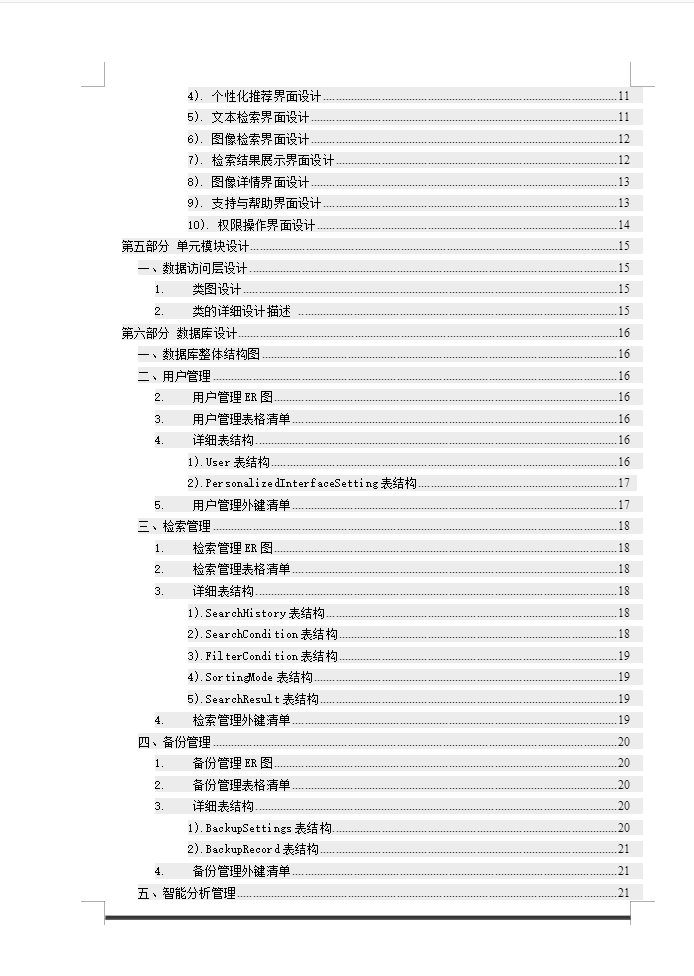 4). 个性化推荐界面设计 11
5). 文本检索界面设计 11
6). 图像检索界面设计 12
7). 检索结果展示界面设计 12
8). 图像详情界面设计 13
9). 支持与帮助界面设计 13
10). 权限操作界面设计 14
第五部分 单元模块设计 15
一、数据访问层设计 15
1. 类图设计 15
2. 类的详细设计描述 15
第六部分 数据库设计 16
一、数据库整体结构图 16
二、用户管理 16
2. 用户管理 ER 图 16
3. 用户管理表格清单 16
4. 详细表结构 16
1).User 表结构 16
2).PersonalizedInterfaceSetting 表结构 17
5. 用户管理外键清单 17
三、检索管理 18
1. 检索管理 ER 图 18
2. 检索管理表格清单 18
3. 详细表结构 18
1).SearchHistory 表结构 18
2).SearchCondition 表结构 18
3).FilterCondition 表结构 19
4).SortingMode 表结构 19
5).SearchResult 表结构 19
4. 检索管理外键清单 19
四、备份管理 20
1. 备份管理 ER 图 20
2. 备份管理表格清单 20
3. 详细表结构 20
1).BackupSettings 表结构 20
2).BackupRecord 表结构 21
4. 备份管理外键清单 21
五、智能分析管理 21